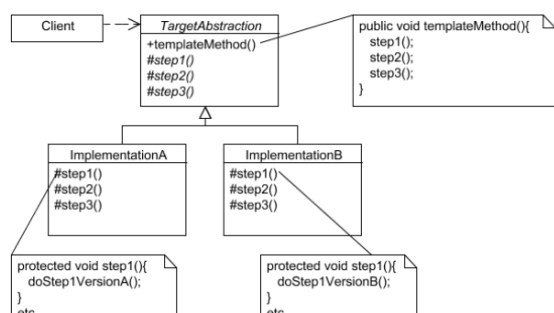 Client
TargetAbstraction
+templateMethod()
#step1()
#step2()
#step3()
public void templateMethod(){
step1();
step2();
step3();
}
ImplementationA
#step1()
#step2()
#step3()
ImplementationB
#step1()
#step2()
#step3()
protected void step1(){
doStep1VersionA();
}
protected void step1(){
doStep1VersionB();
}